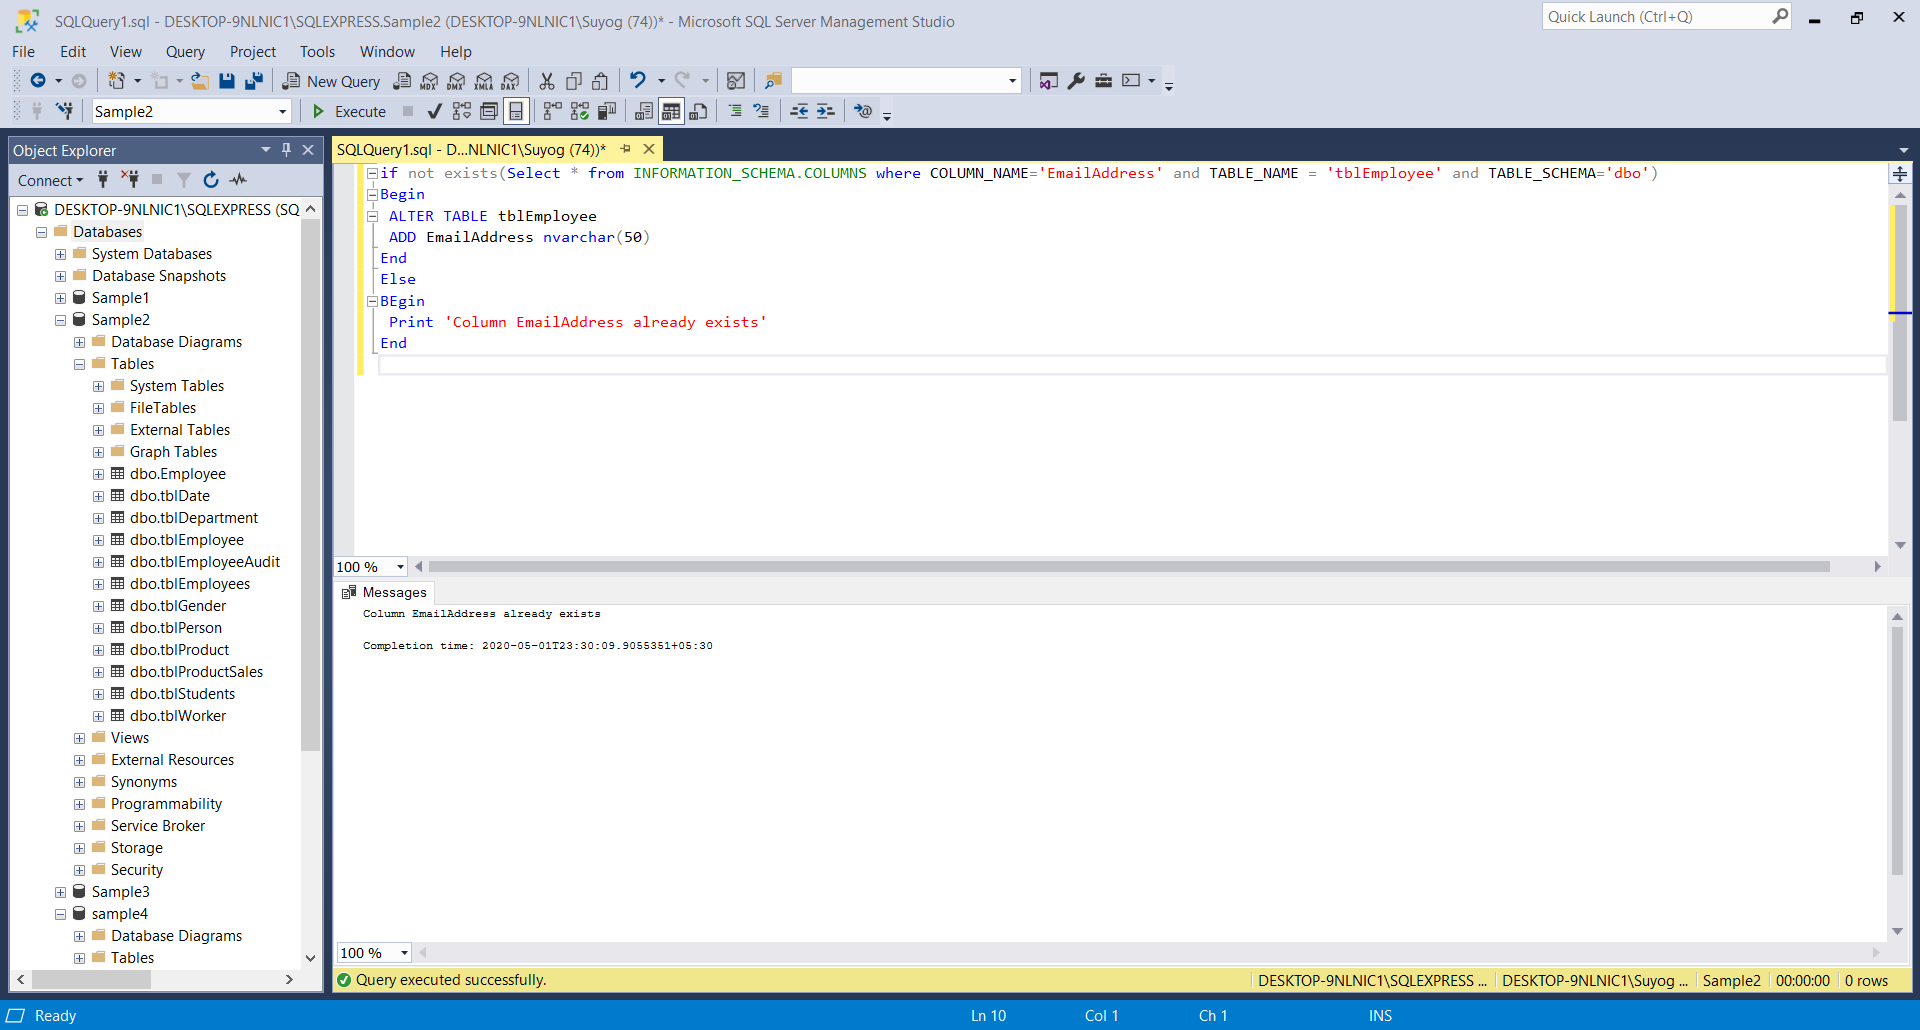 SQLQuery1.sql - DESKTOP-9NLNIC1\SQLEXPRESS.Sample2 (DESKTOP-9NLNIC1\Suyog (74))* - Microsoft SQL Server Management Studio
Quick Launch (Ctrl+Q)
File Edit View Query Project Tools Window Help
New Query MDX DMX XMLA DAX
Sample2 Execute
Object Explorer
Connect
DESKTOP-9NLNIC1\SQLEXPRESS (SQ
Databases
System Databases
Database Snapshots
Sample1
Sample2
Database Diagrams
Tables
System Tables
FileTables
External Tables
Graph Tables
dbo.Employee
dbo.tblDate
dbo.tblDepartment
dbo.tblEmployee
dbo.tblEmployeeAudit
dbo.tblEmployees
dbo.tblGender
dbo.tblPerson
dbo.tblProduct
dbo.tblProductSales
dbo.tblStudents
dbo.tblWorker
Views
External Resources
Synonyms
Programmability
Service Broker
Storage
Security
Sample3
sample4
Database Diagrams
Tables
SQLQuery1.sql - D...NLNIC1\Suyog (74))*
if not exists(Select * from INFORMATION_SCHEMA.COLUMNS where COLUMN_NAME='EmailAddress' and TABLE_NAME = 'tblEmployee' and TABLE_SCHEMA='dbo')
Begin
ALTER TABLE tblEmployee
ADD EmailAddress nvarchar(50)
End
Else
BEgin
Print 'Column EmailAddress already exists'
End
100 %
Messages
Column EmailAddress already exists
Completion time: 2020-05-01T23:30:09.9055351+05:30
100 %
Query executed successfully.
DESKTOP-9NLNIC1\SQLEXPRESS ... DESKTOP-9NLNIC1\Suyog ... Sample2 00:00:00 0 rows
Ready Ln 10 Col 1 Ch 1 INS